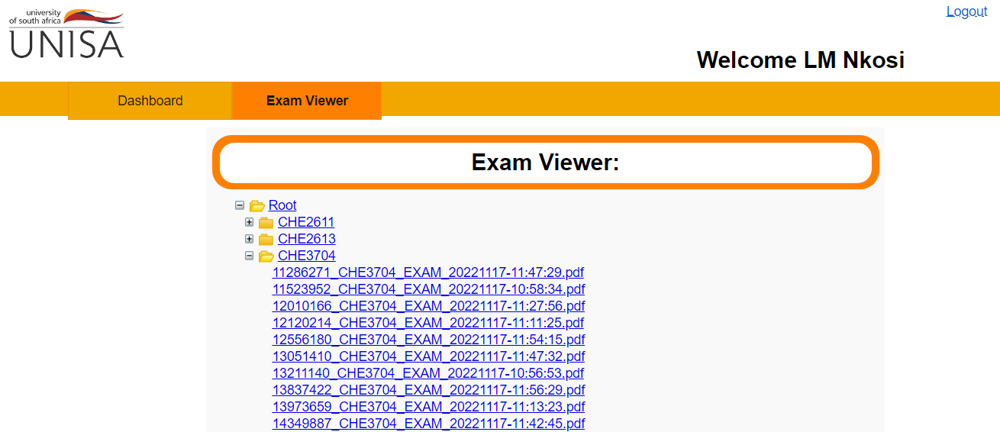 university
of south africa
UNISA
Logout
Welcome LM Nkosi
Dashboard
Exam Viewer
Exam Viewer:
Root
CHE2611
CHE2613
CHE3704
11286271_CHE3704_EXAM_20221117-11:47:29.pdf
11523952_CHE3704_EXAM_20221117-10:58:34.pdf
12010166_CHE3704_EXAM_20221117-11:27:56.pdf
12120214_CHE3704_EXAM_20221117-11:11:25.pdf
12556180_CHE3704_EXAM_20221117-11:54:15.pdf
13051410_CHE3704_EXAM_20221117-11:47:32.pdf
13211140_CHE3704_EXAM_20221117-10:56:53.pdf
13837422_CHE3704_EXAM_20221117-11:56:29.pdf
13973659_CHE3704_EXAM_20221117-11:13:23.pdf
14349887_CHE3704_EXAM_20221117-11:42:45.pdf